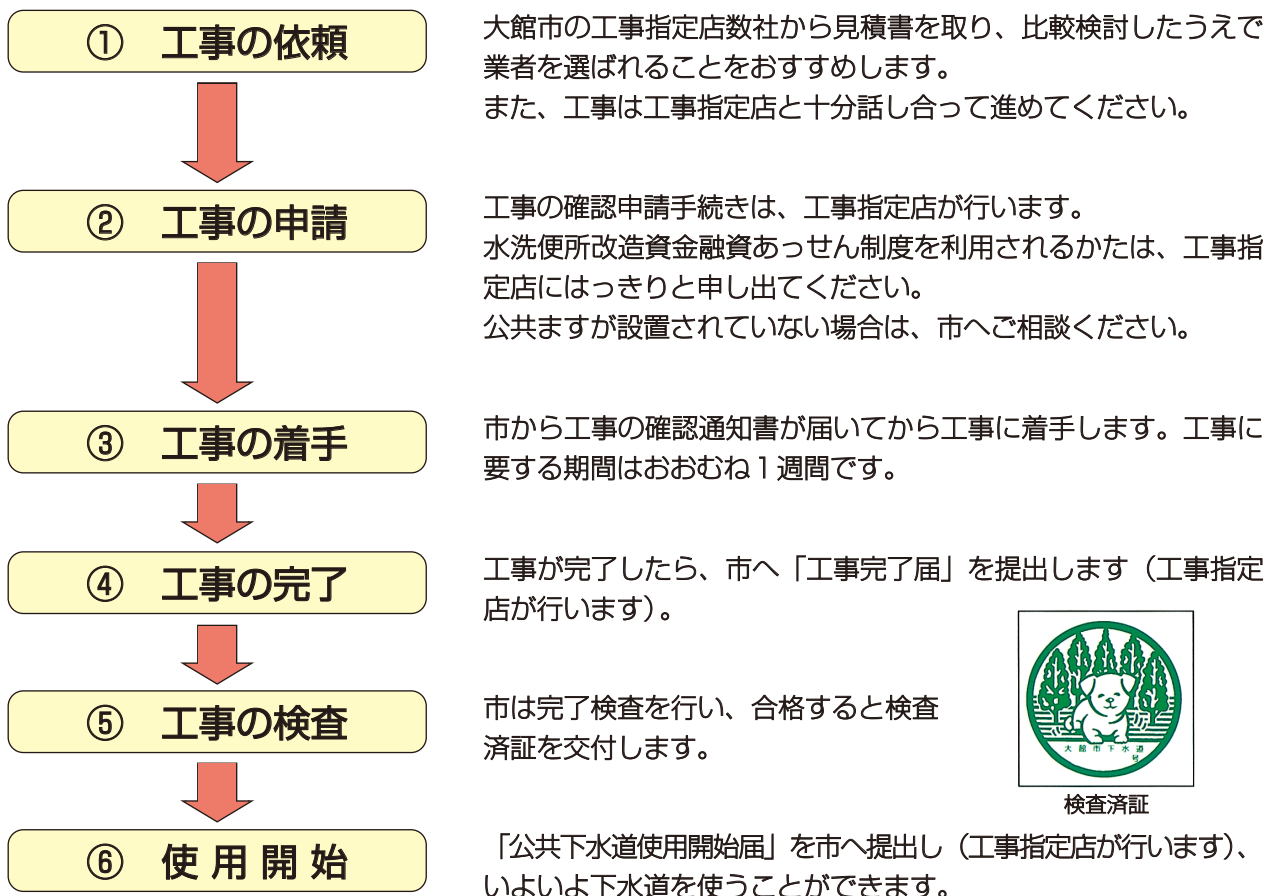 ① 工事の依頼
大館市の工事指定店数社から見積書を取り、比較検討したうえで
業者を選ばれることをおすすめします。
また、工事は工事指定店と十分話し合って進めてください。
② 工事の申請
工事の確認申請手続きは、工事指定店が行います。
水洗便所改造資金融資あっせん制度を利用されるかたは、工事指
定店にはっきりと申し出てください。
公共ますが設置されていない場合は、市へご相談ください。
③ 工事の着手
市から工事の確認通知書が届いてから工事に着手します。工事に
要する期間はおおむね1週間です。
④ 工事の完了
工事が完了したら、市へ「工事完了届」を提出します（工事指定
店が行います）。
⑤ 工事の検査
市は完了検査を行い、合格すると検査
済証を交付します。
大館市下水道
号
検査済証
⑥ 使用開始
「公共下水道使用開始届」を市へ提出し（工事指定店が行います）、
いよいよ下水道を使うことができます。